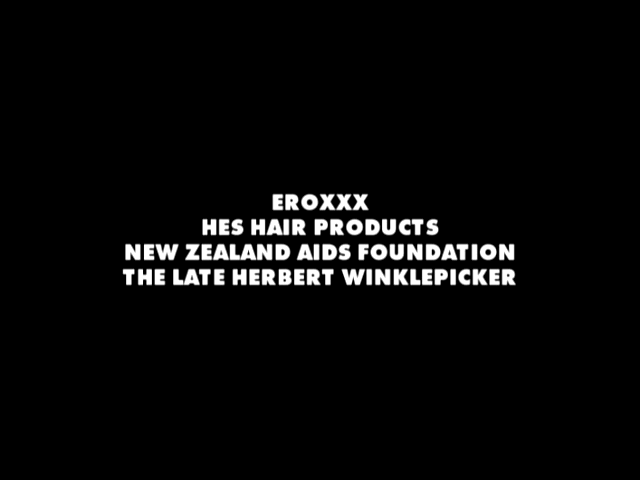 EROXXX
HES HAIR PRODUCTS
NEW ZEALAND AIDS FOUNDATION
THE LATE HERBERT WINKLEPICKER